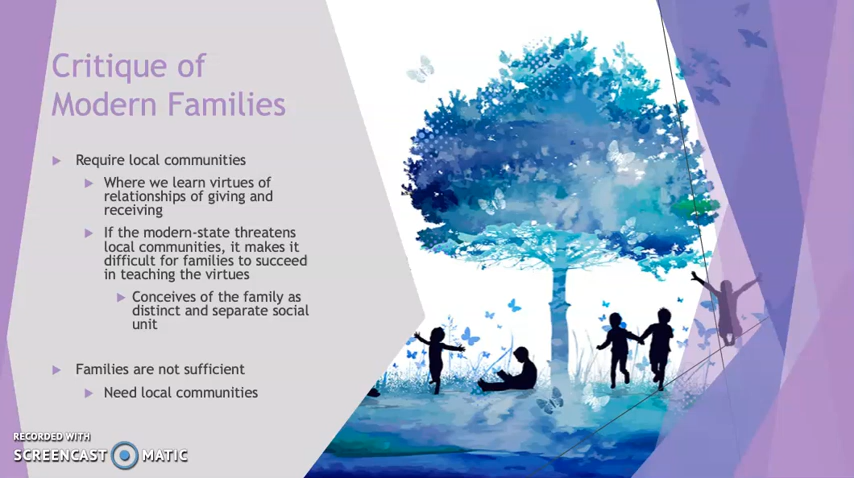 Critique of
Modern Families
Require local communities
Where we learn virtues of
relationships of giving and
receiving
If the modern-state threatens
local communities, it makes it
difficult for families to succeed
in teaching the virtues
Conceives of the family as
distinct and separate social
unit
Families are not sufficient
Need local communities
RECORDED WITH
SCREENCAST MATIC